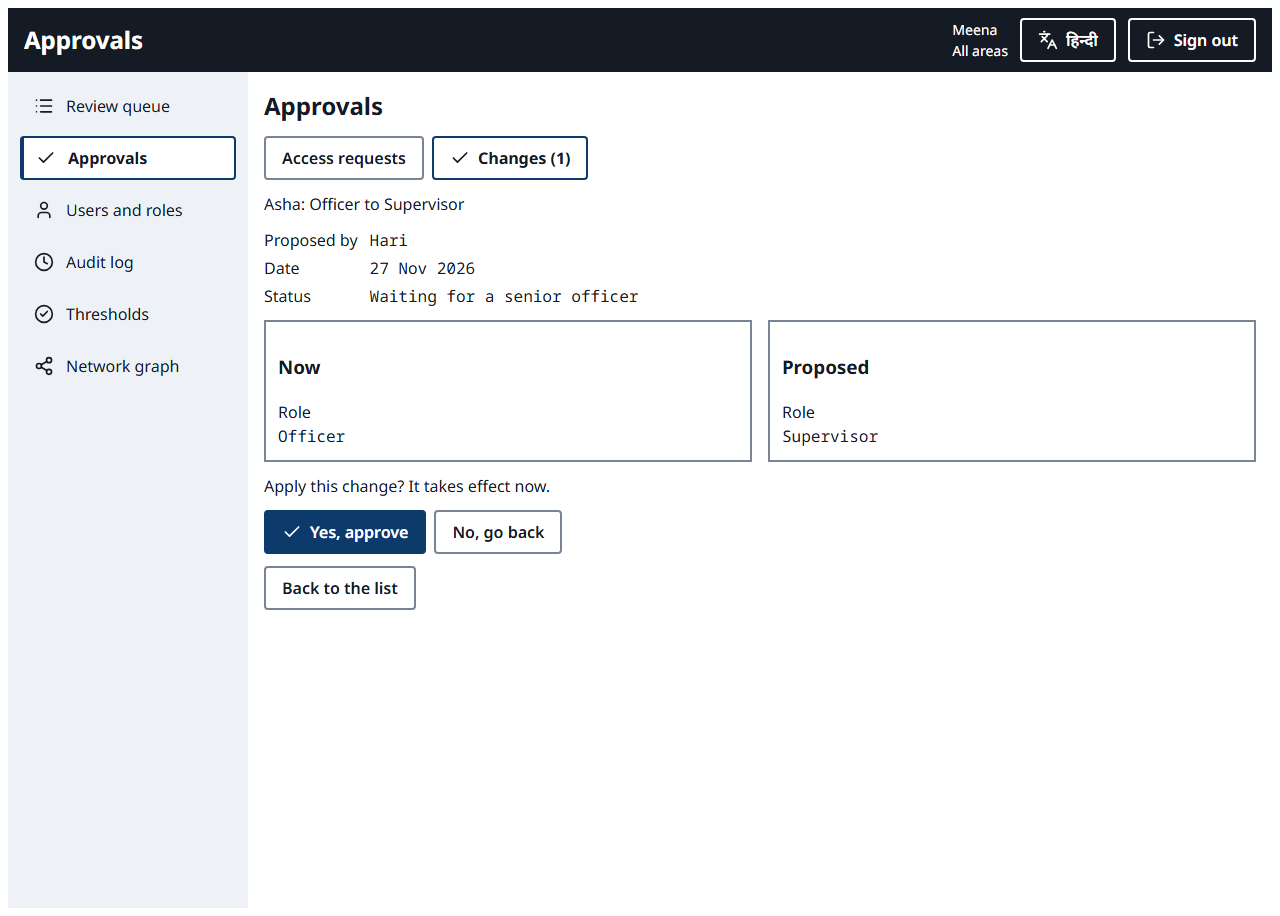 Approvals
Meena
All areas
हिन्दी
Sign out
Review queue
Approvals
Users and roles
Audit log
Thresholds
Network graph
Approvals
Access requests
Changes (1)
Asha: Officer to Supervisor
Proposed by Hari
Date 27 Nov 2026
Status Waiting for a senior officer
Now
Role
Officer
Proposed
Role
Supervisor
Apply this change? It takes effect now.
Yes, approve
No, go back
Back to the list